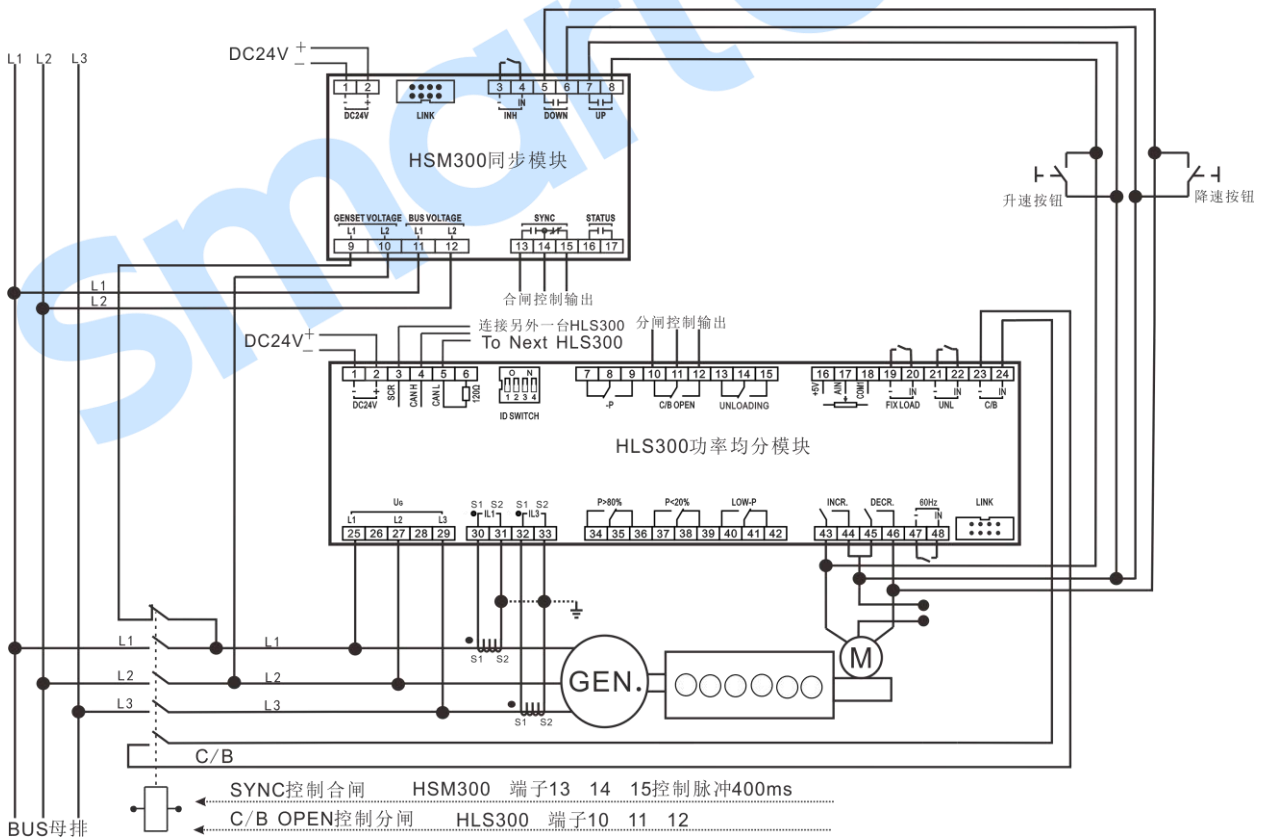 smart
L1 L2 L3
DC24V + −
1 2
- +
DC24V
LINK
3 4 5 6 7 8
- IN
INH DOWN UP
HSM300同步模块
升速按钮
降速按钮
GENSET VOLTAGE BUS VOLTAGE
L1 L2 L1 L2
9 10 11 12
SYNC STATUS
13 14 15 16 17
L1
L2
合闸控制输出
连接另外一台HLS300
To Next HLS300
分闸控制输出
DC24V + −
1 2 3 4 5 6
- +
DC24V
SCR
CAN H
CAN L
120Ω
O N
1 2 3 4
ID SWITCH
7 8 9 10 11 12 13 14 15
-P C/B OPEN UNLOADING
16 17 18 19 20 21 22 23 24
+5V
AIN
COM1
- IN - IN - IN
FIX LOAD UNL C/B
HLS300功率均分模块
UG
L1 L2 L3
25 26 27 28 29
S1 S2 S1 S2
IL1 IL3
30 31 32 33
P>80% P<20% LOW-P
34 35 36 37 38 39 40 41 42
INCR. DECR. 60Hz
- IN
43 44 45 46 47 48
LINK
L1 L1
S1 S2
L2 L2
L3 L3
S1 S2
GEN.
M
C/B
SYNC控制合闸 HSM300 端子13 14 15控制脉冲400ms
C/B OPEN控制分闸 HLS300 端子10 11 12
BUS母排